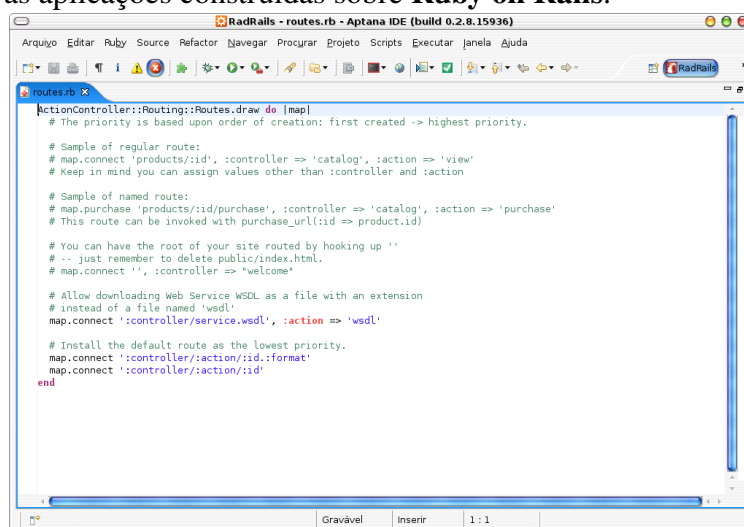 as aplicações construídas sobre Ruby on Rails.
RadRails - routes.rb - Aptana IDE (build 0.2.8.15936)
Arquivo Editar Ruby Source Refactor Navegar Procurar Projeto Scripts Executar Janela Ajuda
RadRails
routes.rb
ActionController::Routing::Routes.draw do |map|
# The priority is based upon order of creation: first created -> highest priority.
# Sample of regular route:
# map.connect 'products/:id', :controller => 'catalog', :action => 'view'
# Keep in mind you can assign values other than :controller and :action
# Sample of named route:
# map.purchase 'products/:id/purchase', :controller => 'catalog', :action => 'purchase'
# This route can be invoked with purchase_url(:id => product.id)
# You can have the root of your site routed by hooking up ''
# -- just remember to delete public/index.html.
# map.connect '', :controller => "welcome"
# Allow downloading Web Service WSDL as a file with an extension
# instead of a file named 'wsdl'
map.connect ':controller/service.wsdl', :action => 'wsdl'
# Install the default route as the lowest priority.
map.connect ':controller/:action/:id.:format'
map.connect ':controller/:action/:id'
end
Gravável Inserir 1 : 1